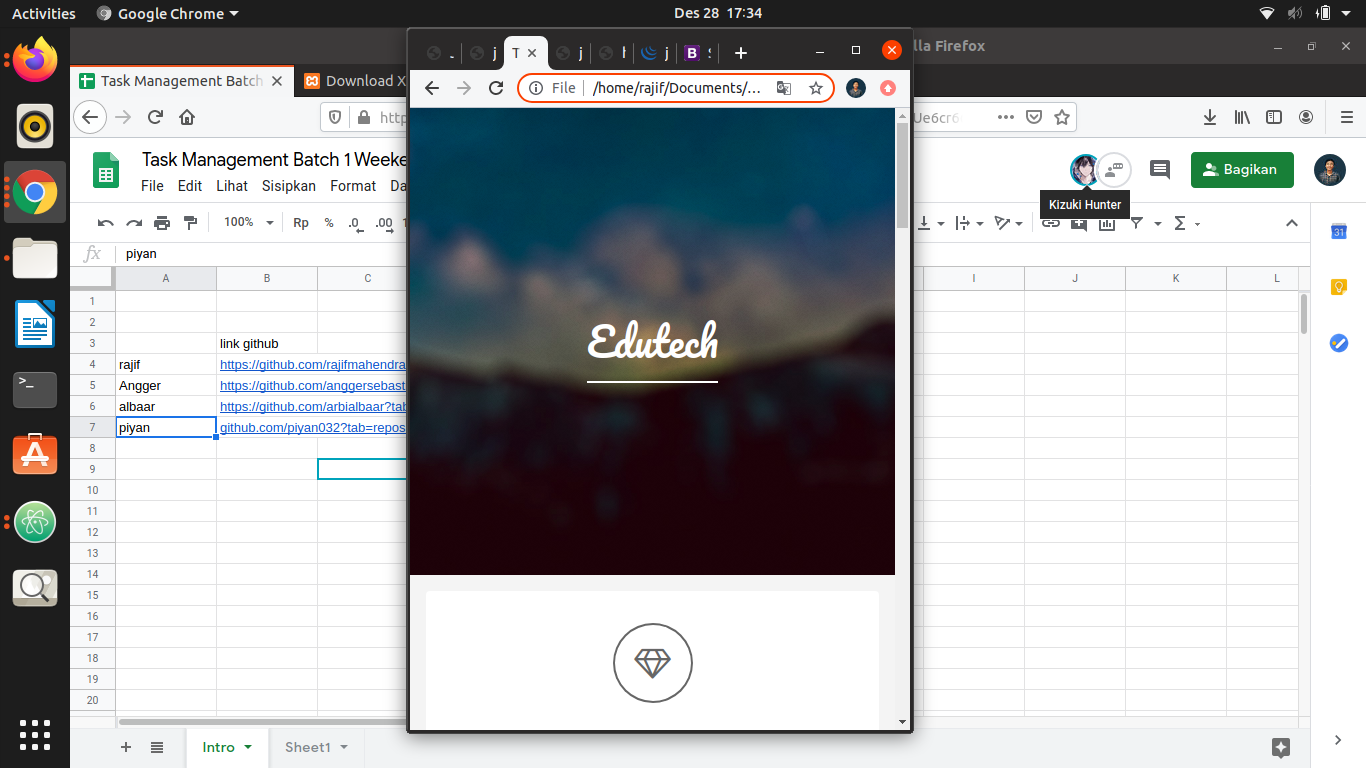 Activities Google Chrome Des 28 17:34
lla Firefox
Task Management Batch Download X
File /home/rajif/Documents/...
http Ue6cr6
Task Management Batch 1 Weeke
File Edit Lihat Sisipkan Format Da
Bagikan
Kizuki Hunter
100% Rp % .0 .00 1
fx piyan
A B C I J K L
1
2
3 link github
4 rajif https://github.com/rajifmahendra
5 Angger https://github.com/anggersebast
6 albaar https://github.com/arbialbaar?tab
7 piyan github.com/piyan032?tab=repos
8
9
10
11
12
13
14
15
16
17
18
19
20
Edutech
Intro Sheet1